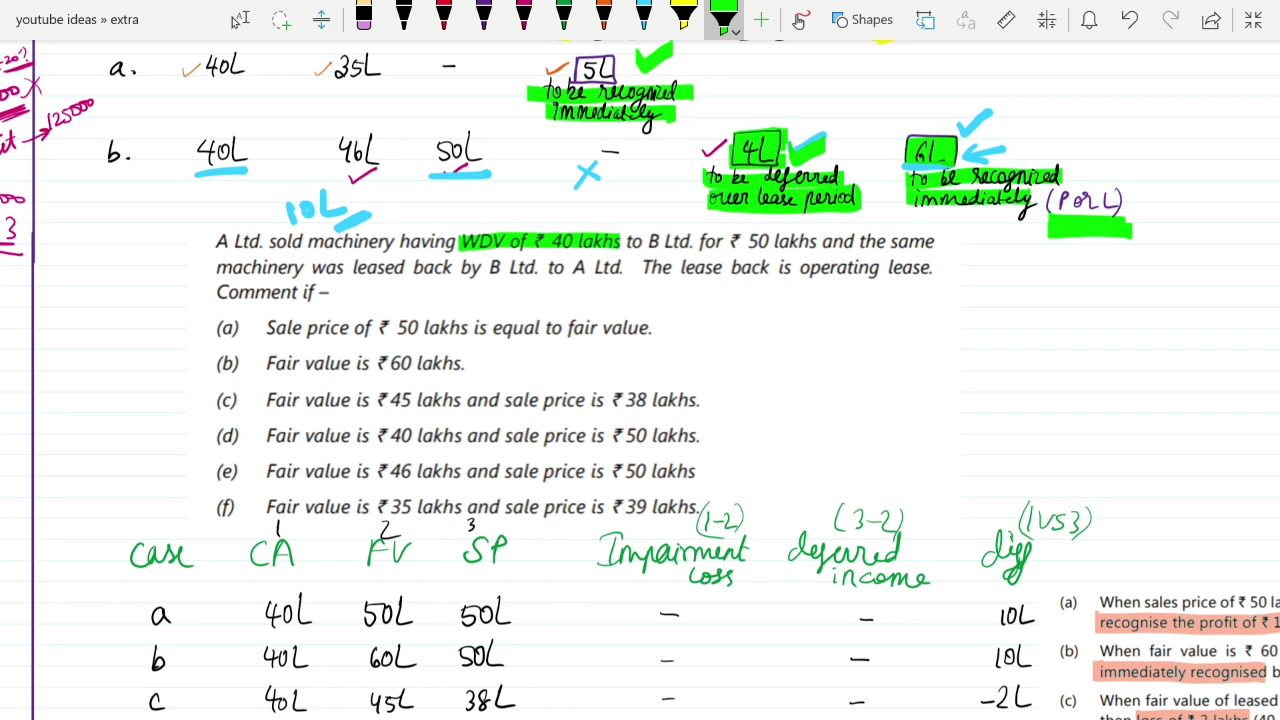 youtube ideas » extra
Shapes
-20%
a. 40L 35L - 5L
to be recognized
immediately
00 X
125000
b. 40L 46L 50L - 4L 6L
X
to be deferred
over lease period
to be recognized
immediately (P or L)
10L
3
A Ltd. sold machinery having WDV of ₹ 40 lakhs to B Ltd. for ₹ 50 lakhs and the same
machinery was leased back by B Ltd. to A Ltd. The lease back is operating lease.
Comment if –
(a) Sale price of ₹ 50 lakhs is equal to fair value.
(b) Fair value is ₹ 60 lakhs.
(c) Fair value is ₹ 45 lakhs and sale price is ₹ 38 lakhs.
(d) Fair value is ₹ 40 lakhs and sale price is ₹ 50 lakhs.
(e) Fair value is ₹ 46 lakhs and sale price is ₹ 50 lakhs
(f) Fair value is ₹ 35 lakhs and sale price is ₹ 39 lakhs.
1 2 3 (1-2) (3-2) (1 vs 3)
Case CA FV SP Impairment loss deferred income diff
a 40L 50L 50L - - 10L
b 40L 60L 50L - - 10L
c 40L 45L 38L - - -2L
(a) When sales price of ₹ 50 la
recognise the profit of ₹ 1
(b) When fair value is ₹ 60
immediately recognised b
(c) When fair value of leased